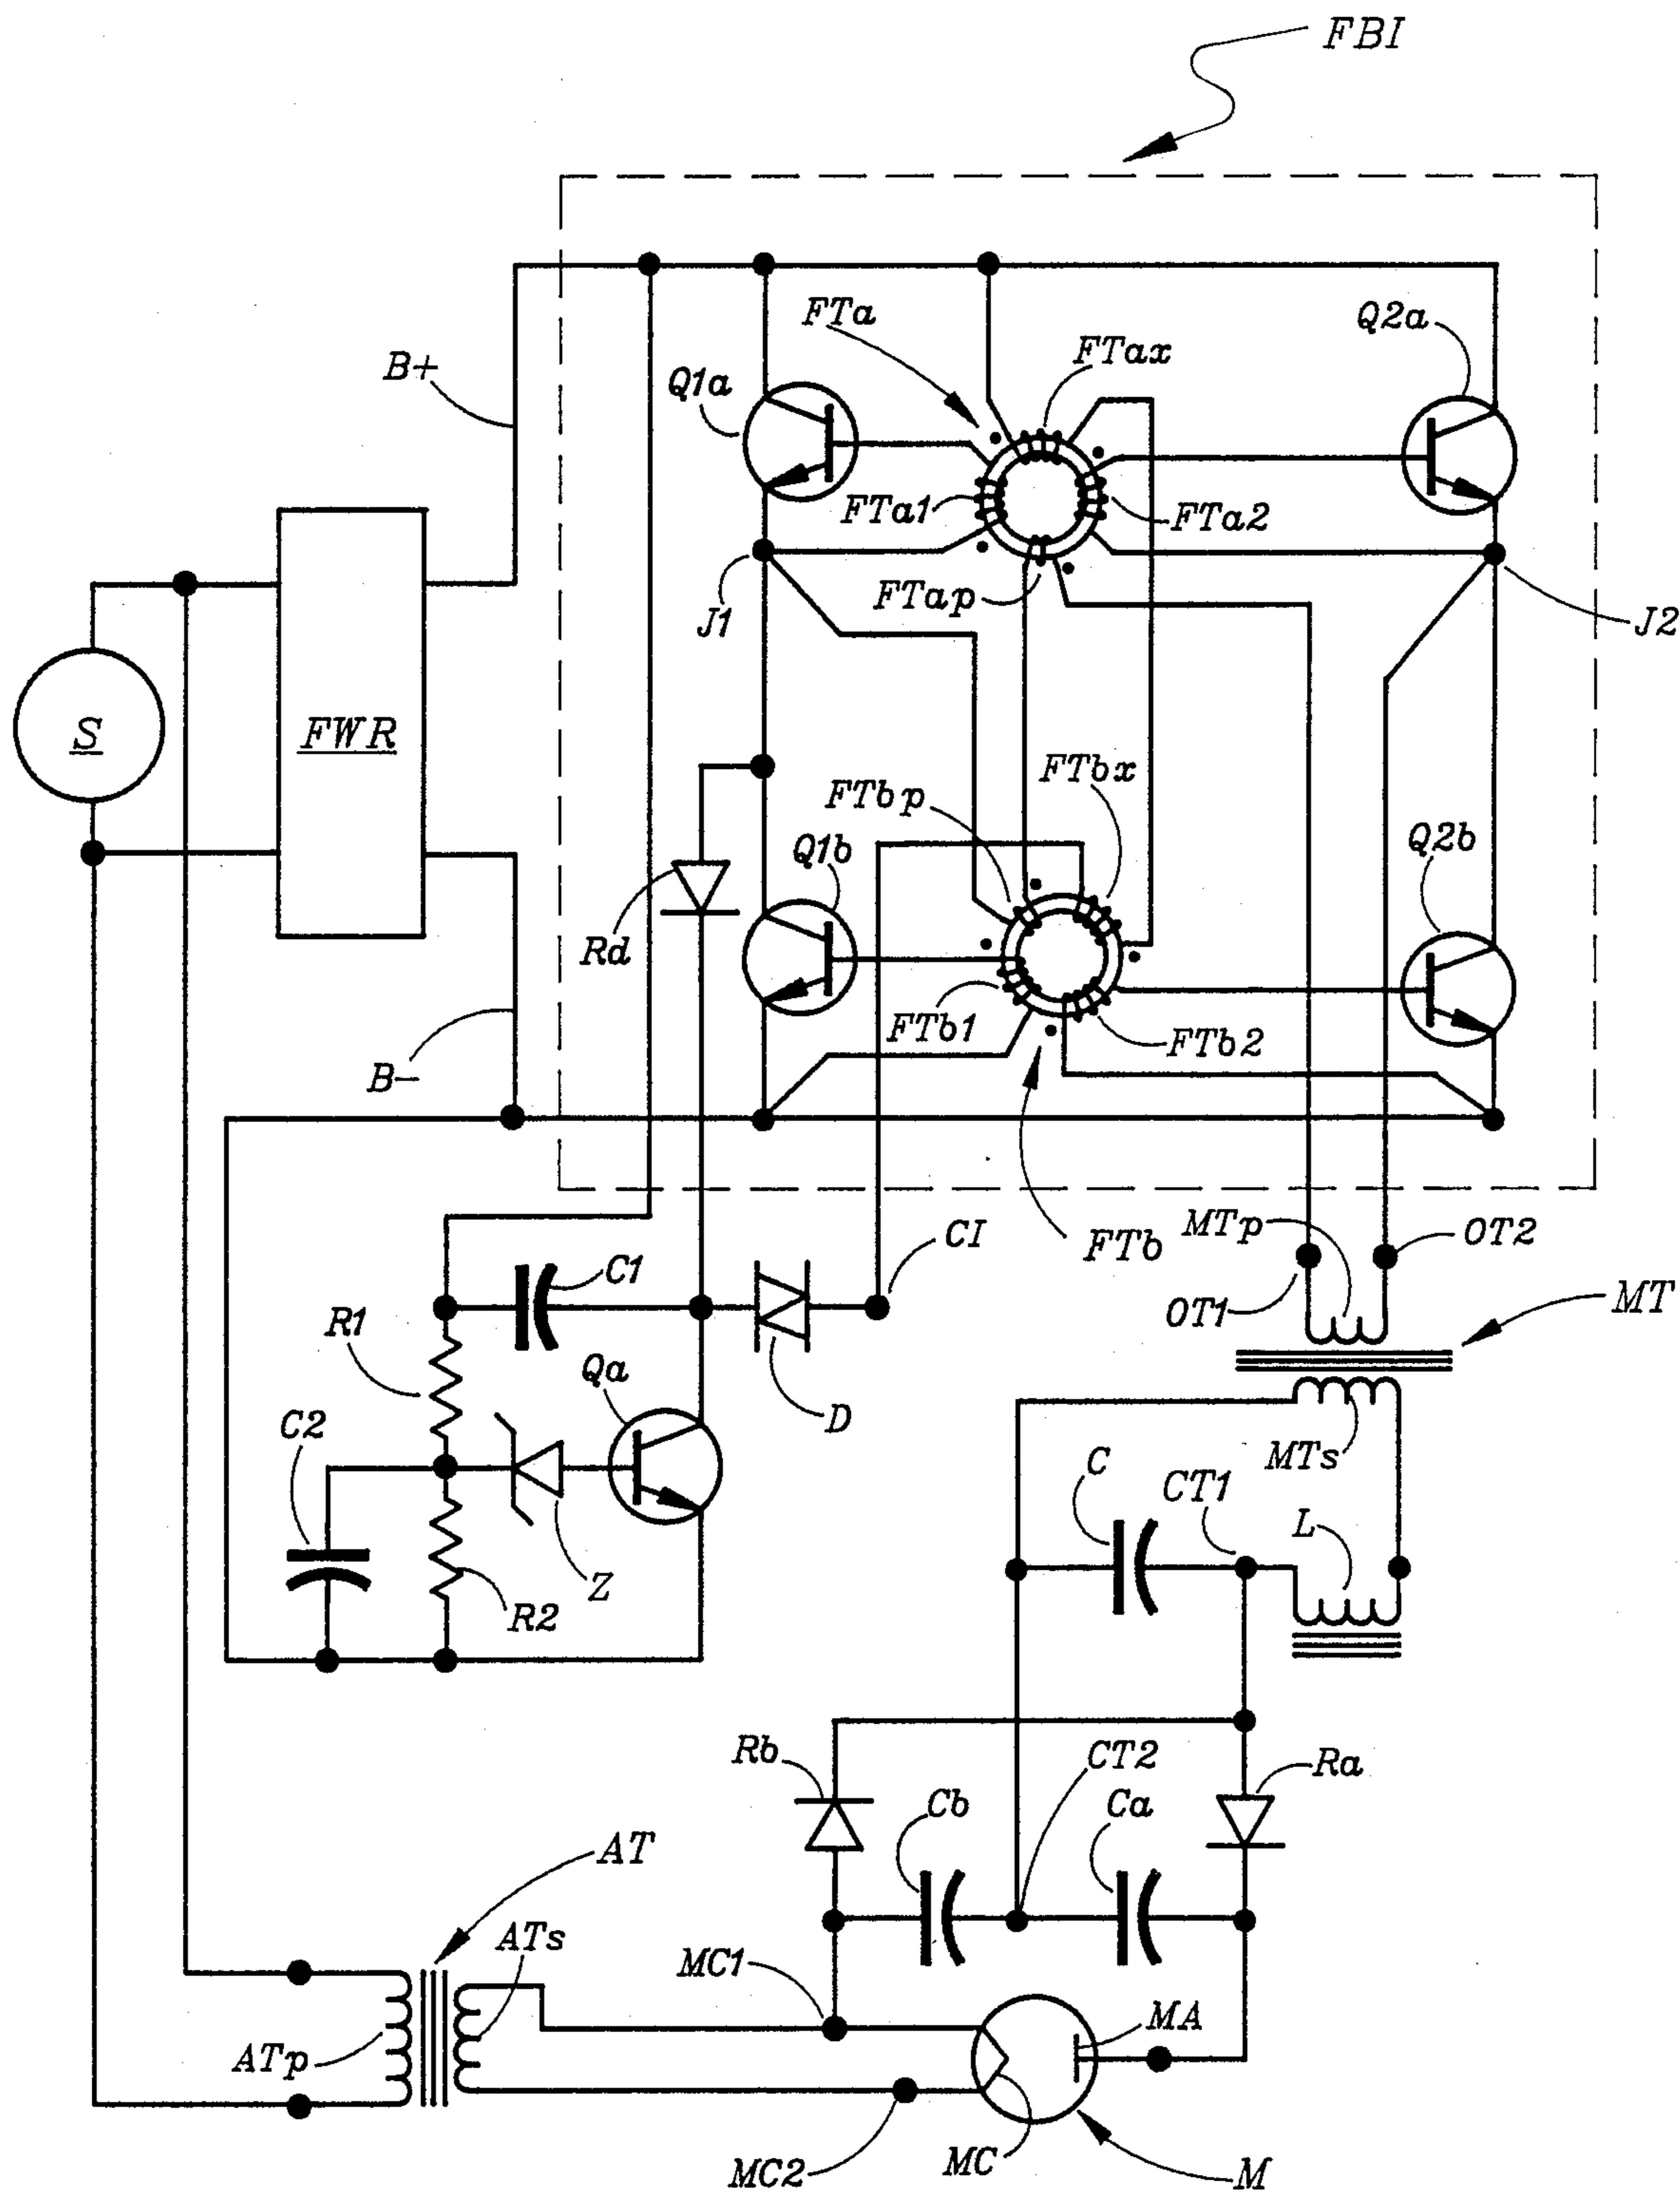 FBI
B+
FTa
FTax
Q2a
Q1a
FTa1
FTa2
FTap
J1
J2
S
FWR
FTbx
FTbp
Q1b
Q2b
Rd
FTb1
FTb2
B−
MTp
OT2
CI
FTb
C1
OT1
MT
R1
Qa
D
C2
MTs
C
CT1
L
Z
R2
Rb
CT2
Ra
Cb
Ca
AT
ATs
MC1
MA
ATp
MC2
MC
M